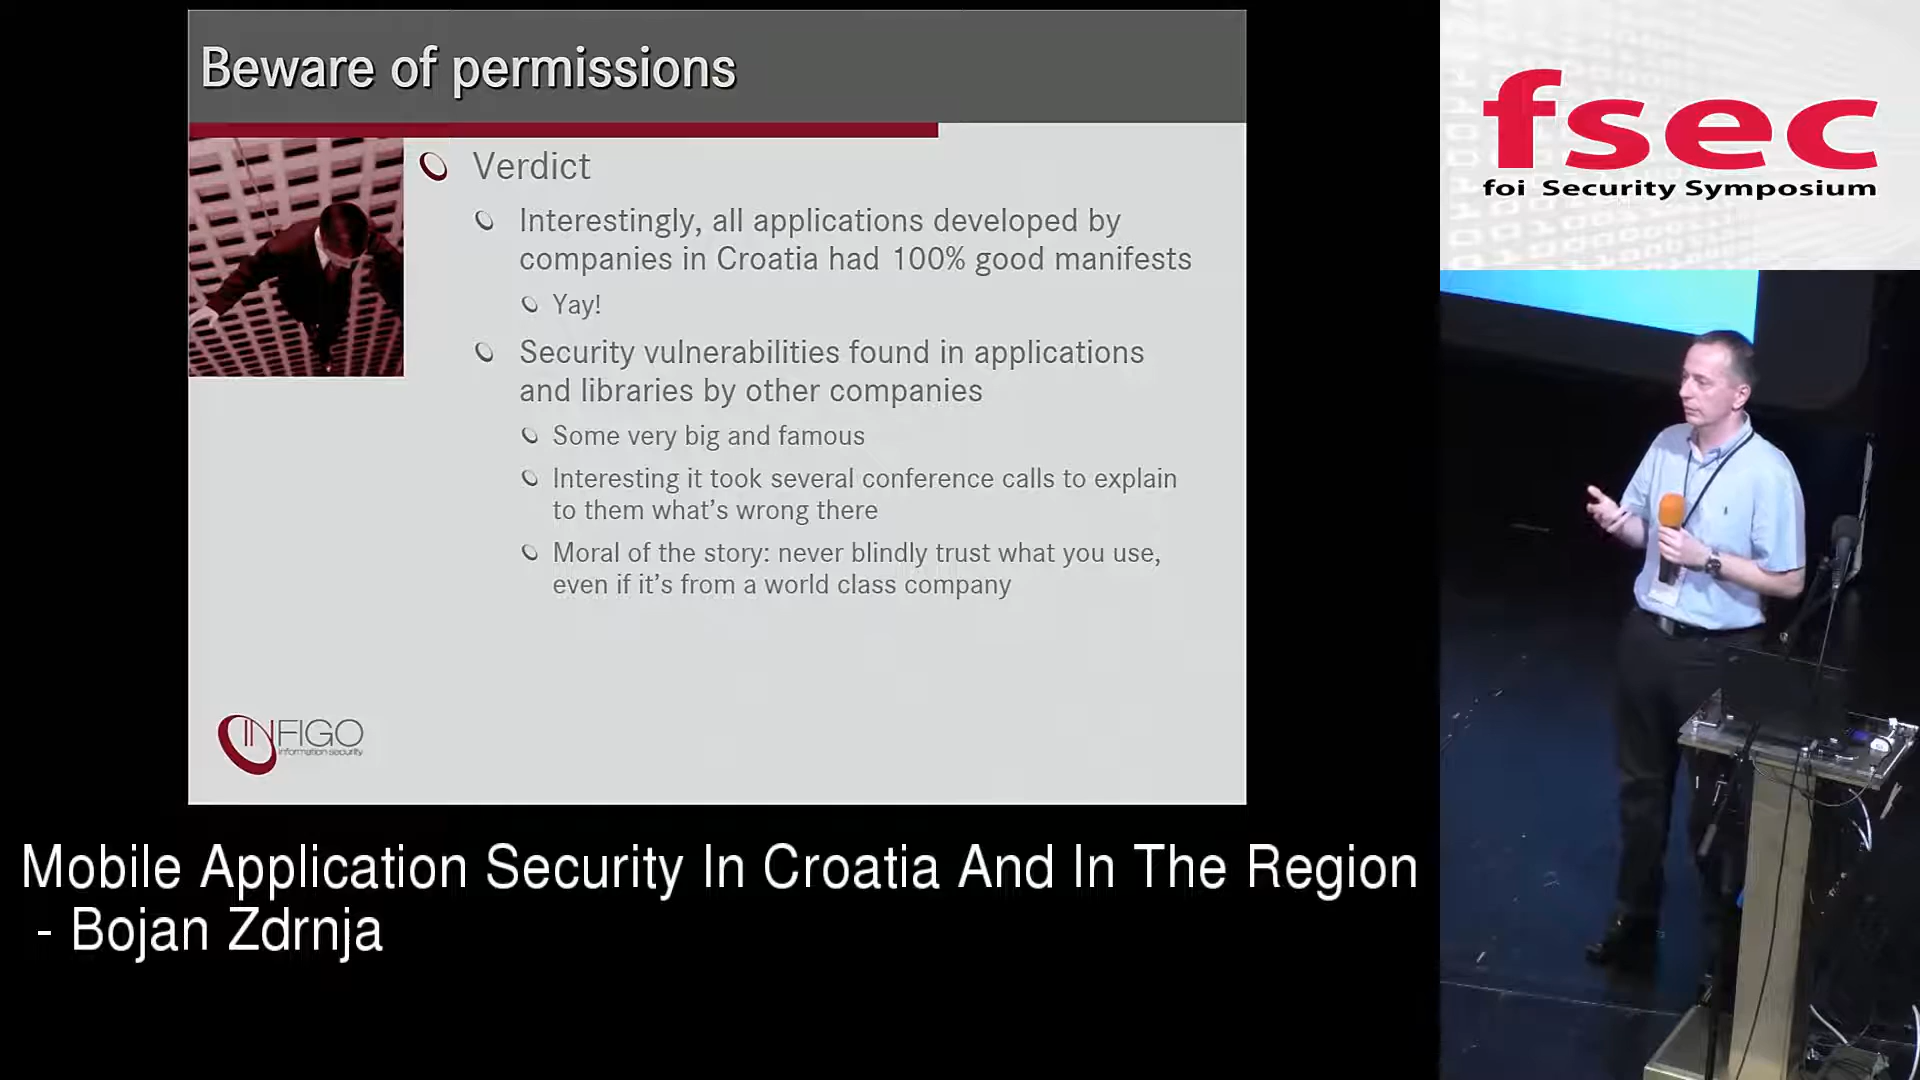 Beware of permissions
Verdict
Interestingly, all applications developed by
companies in Croatia had 100% good manifests
Yay!
Security vulnerabilities found in applications
and libraries by other companies
Some very big and famous
Interesting it took several conference calls to explain
to them what's wrong there
Moral of the story: never blindly trust what you use,
even if it's from a world class company
INFIGO
information security
fsec
foi Security Symposium
Mobile Application Security In Croatia And In The Region
- Bojan Zdrnja